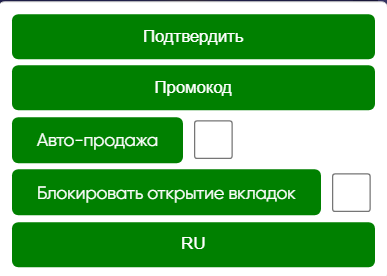 Подтвердить
Промокод
Авто-продажа
Блокировать открытие вкладок
RU